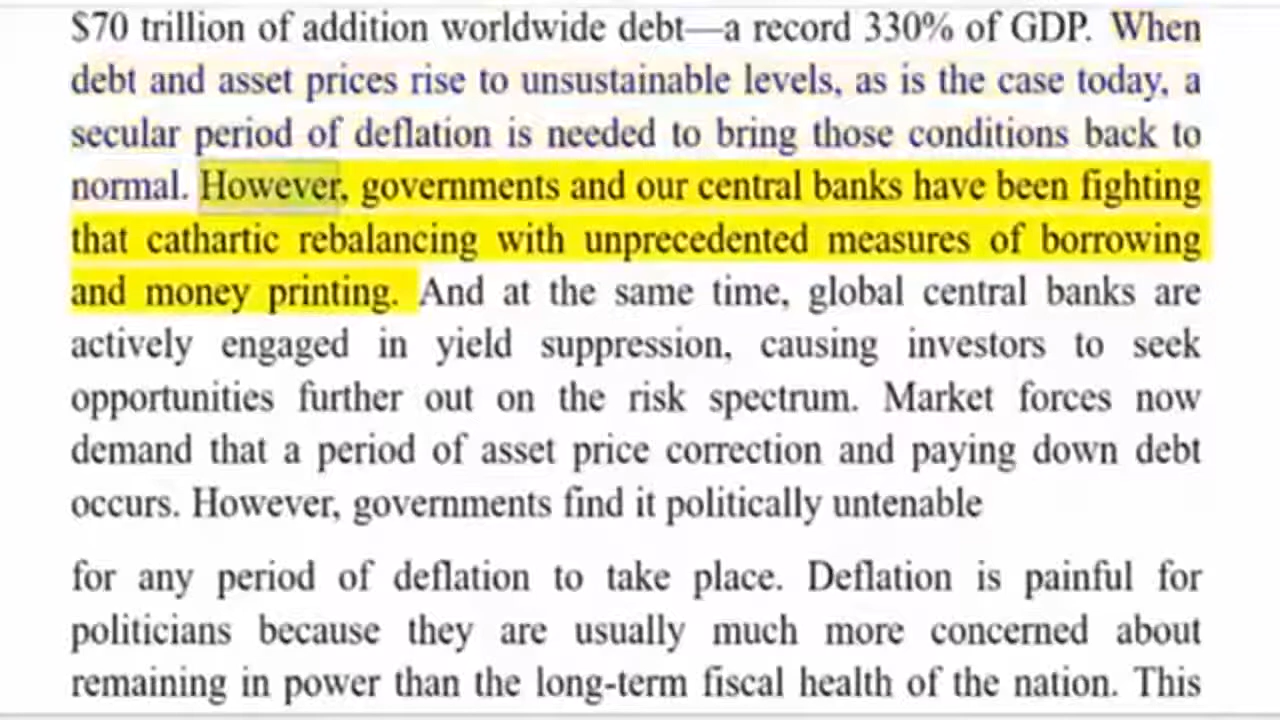 $70 trillion of addition worldwide debt—a record 330% of GDP. When
debt and asset prices rise to unsustainable levels, as is the case today, a
secular period of deflation is needed to bring those conditions back to
normal. However, governments and our central banks have been fighting
that cathartic rebalancing with unprecedented measures of borrowing
and money printing. And at the same time, global central banks are
actively engaged in yield suppression, causing investors to seek
opportunities further out on the risk spectrum. Market forces now
demand that a period of asset price correction and paying down debt
occurs. However, governments find it politically untenable
for any period of deflation to take place. Deflation is painful for
politicians because they are usually much more concerned about
remaining in power than the long-term fiscal health of the nation. This